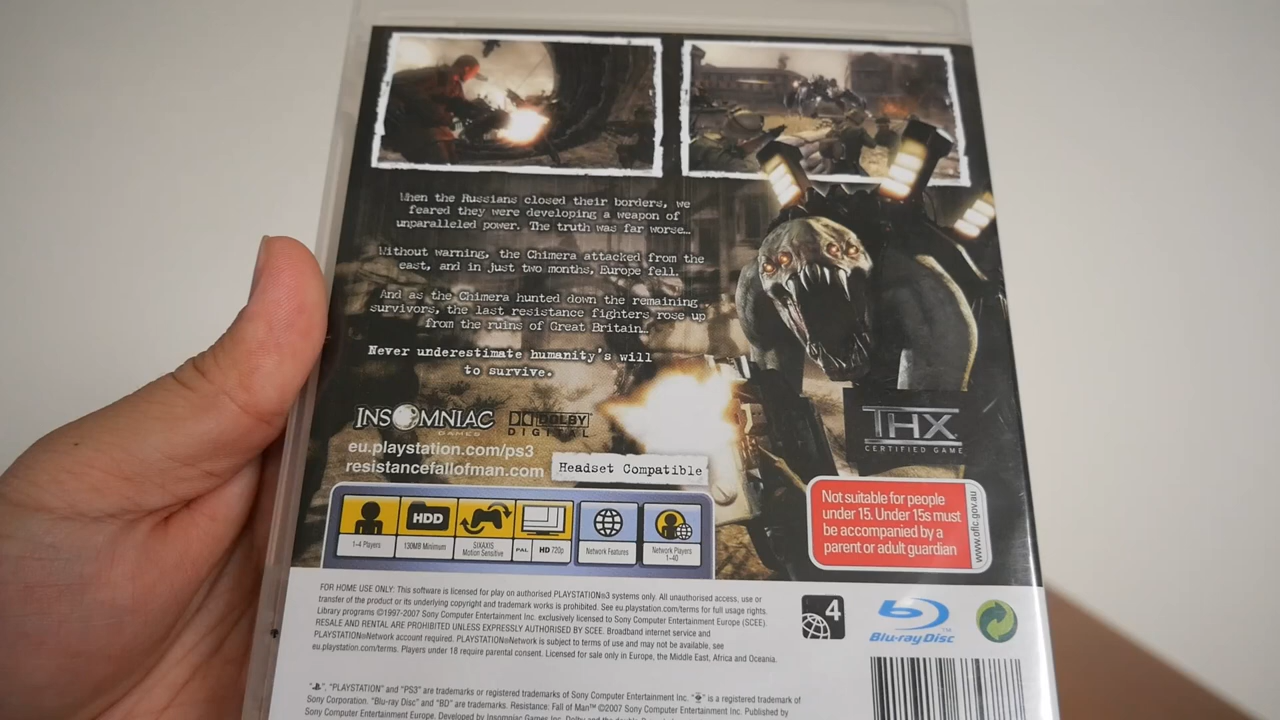 When the Russians closed their borders, we
feared they were developing a weapon of
unparalleled power. The truth was far worse...
Without warning, the Chimera attacked from the
east, and in just two months, Europe fell.
And as the Chimera hunted down the remaining
survivors, the last resistance fighters rose up
from the ruins of Great Britain...
Never underestimate humanity's will
to survive.
INSOMNIAC
GAMES
DOLBY
DIGITAL
THX
CERTIFIED GAME
eu.playstation.com/ps3
resistancefallofman.com
Headset Compatible
Not suitable for people
under 15. Under 15s must
be accompanied by a
parent or adult guardian
www.oflc.gov.au
HDD
1-4 Players
130MB Minimum
SIXAXIS
Motion Sensitive
PAL
HD 720p
Network Features
Network Players
1-40
FOR HOME USE ONLY: This software is licensed for play on authorised PLAYSTATION®3 systems only. All unauthorised access, use or
transfer of the product or its underlying copyright and trademark works is prohibited. See eu.playstation.com/terms for full usage rights.
Library programs ©1997-2007 Sony Computer Entertainment Inc. exclusively licensed to Sony Computer Entertainment Europe (SCEE).
RESALE AND RENTAL ARE PROHIBITED UNLESS EXPRESSLY AUTHORISED BY SCEE. Broadband internet service and
PLAYSTATION®Network account required. PLAYSTATION®Network is subject to terms of use and may not be available, see
eu.playstation.com/terms. Players under 18 require parental consent. Licensed for sale only in Europe, the Middle East, Africa and Oceania.
4
Blu-ray Disc
TM
" ", "PLAYSTATION" and "PS3" are trademarks or registered trademarks of Sony Computer Entertainment Inc. " " is a registered trademark of
Sony Corporation. "Blu-ray Disc" and "BD" are trademarks. Resistance: Fall of Man™ ©2007 Sony Computer Entertainment Inc. Published by
Sony Computer Entertainment Europe. Developed by Insomniac Games Inc. Dolby and the double